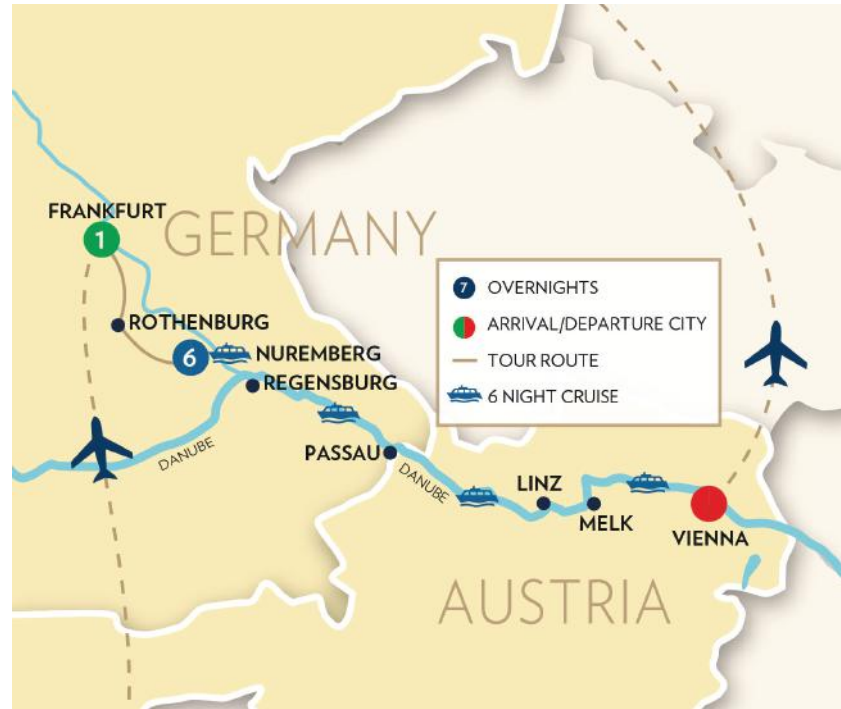 FRANKFURT
1
GERMANY
ROTHENBURG
6
NUREMBERG
REGENSBURG
DANUBE
PASSAU
DANUBE
LINZ
MELK
VIENNA
AUSTRIA
7 OVERNIGHTS
ARRIVAL/DEPARTURE CITY
TOUR ROUTE
6 NIGHT CRUISE